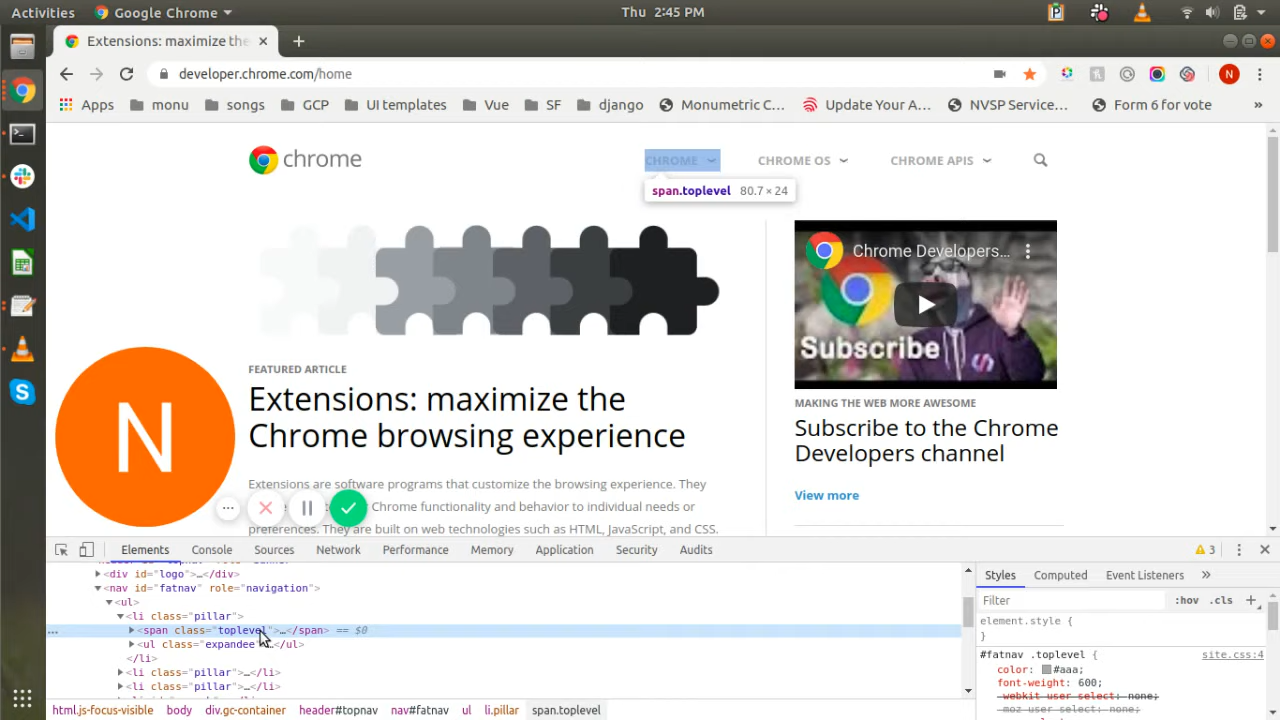 Activities Google Chrome Thu 2:45 PM
Extensions: maximize the
developer.chrome.com/home N
Apps monu songs GCP UI templates Vue SF django Monumetric C... Update Your A... NVSP Service... Form 6 for vote »
chrome CHROME CHROME OS CHROME APIS
span.toplevel 80.7 × 24
Chrome Developers...
Subscribe
FEATURED ARTICLE
Extensions: maximize the
Chrome browsing experience
Extensions are software programs that customize the browsing experience. They
Chrome functionality and behavior to individual needs or
preferences. They are built on web technologies such as HTML, JavaScript, and CSS.
N
MAKING THE WEB MORE AWESOME
Subscribe to the Chrome
Developers channel
View more
Elements Console Sources Network Performance Memory Application Security Audits 3
<div id="logo">…</div>
<nav id="fatnav" role="navigation">
<ul>
<li class="pillar">
<span class="toplevel">…</span> == $0
<ul class="expandee">…</ul>
</li>
<li class="pillar">…</li>
<li class="pillar">…</li>
html.js-focus-visible body div.gc-container header#topnav nav#fatnav ul li.pillar span.toplevel
Styles Computed Event Listeners »
Filter :hov .cls +
element.style {
}
#fatnav .toplevel { site.css:4
color: #aaa;
font-weight: 600;
-webkit-user-select: none;
-moz-user-select: none;